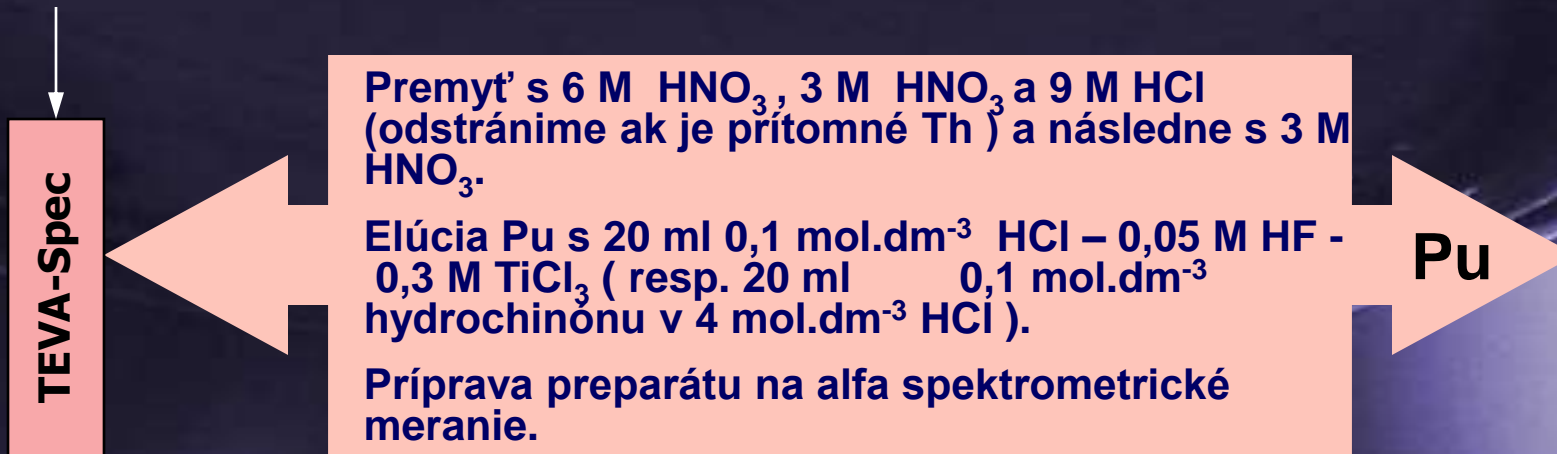 TEVA-Spec
Premyť s 6 M HNO3 , 3 M HNO3 a 9 M HCl
(odstránime ak je prítomné Th ) a následne s 3 M
HNO3.
Elúcia Pu s 20 ml 0,1 mol.dm-3 HCl – 0,05 M HF -
0,3 M TiCl3 ( resp. 20 ml 0,1 mol.dm-3
hydrochinónu v 4 mol.dm-3 HCl ).
Príprava preparátu na alfa spektrometrické
meranie.
Pu